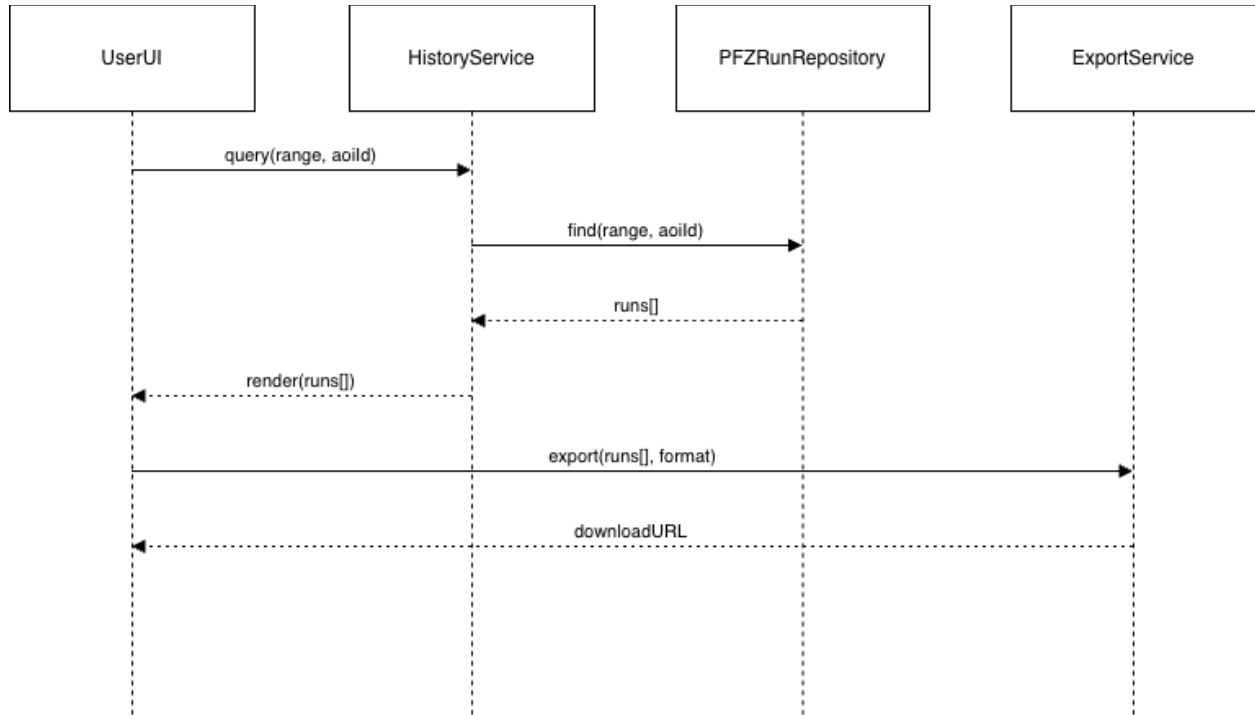 UserUI
HistoryService
PFZRunRepository
ExportService
query(range, aoiId)
find(range, aoiId)
runs[]
render(runs[])
export(runs[], format)
downloadURL